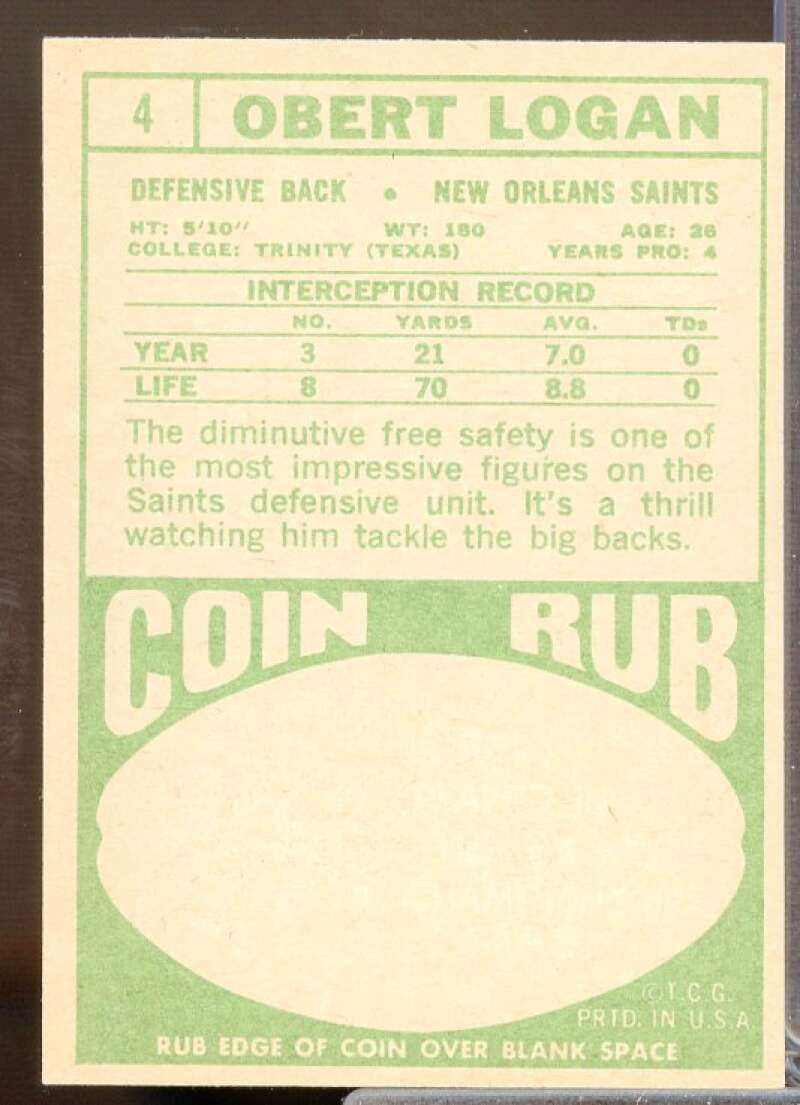 4 OBERT LOGAN
DEFENSIVE BACK • NEW ORLEANS SAINTS
HT: 5'10" WT: 180 AGE: 26
COLLEGE: TRINITY (TEXAS) YEARS PRO: 4
INTERCEPTION RECORD
NO. YARDS AVG. TDs
YEAR 3 21 7.0 0
LIFE 8 70 8.8 0
The diminutive free safety is one of
the most impressive figures on the
Saints defensive unit. It's a thrill
watching him tackle the big backs.
COIN RUB
©T.C.G.
PRTD. IN U.S.A.
RUB EDGE OF COIN OVER BLANK SPACE